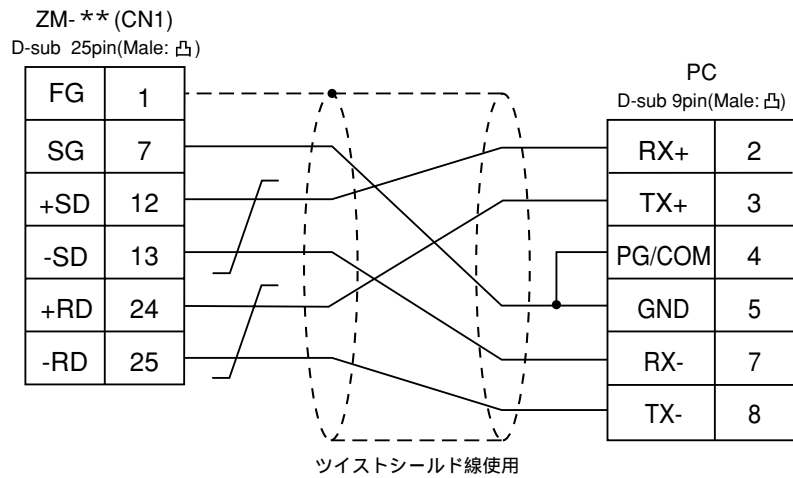 ZM-**(CN1)
D-sub 25pin(Male: 凸)
FG 1
SG 7
+SD 12
-SD 13
+RD 24
-RD 25
PC
D-sub 9pin(Male: 凸)
RX+ 2
TX+ 3
PG/COM 4
GND 5
RX- 7
TX- 8
ツイストシールド線使用